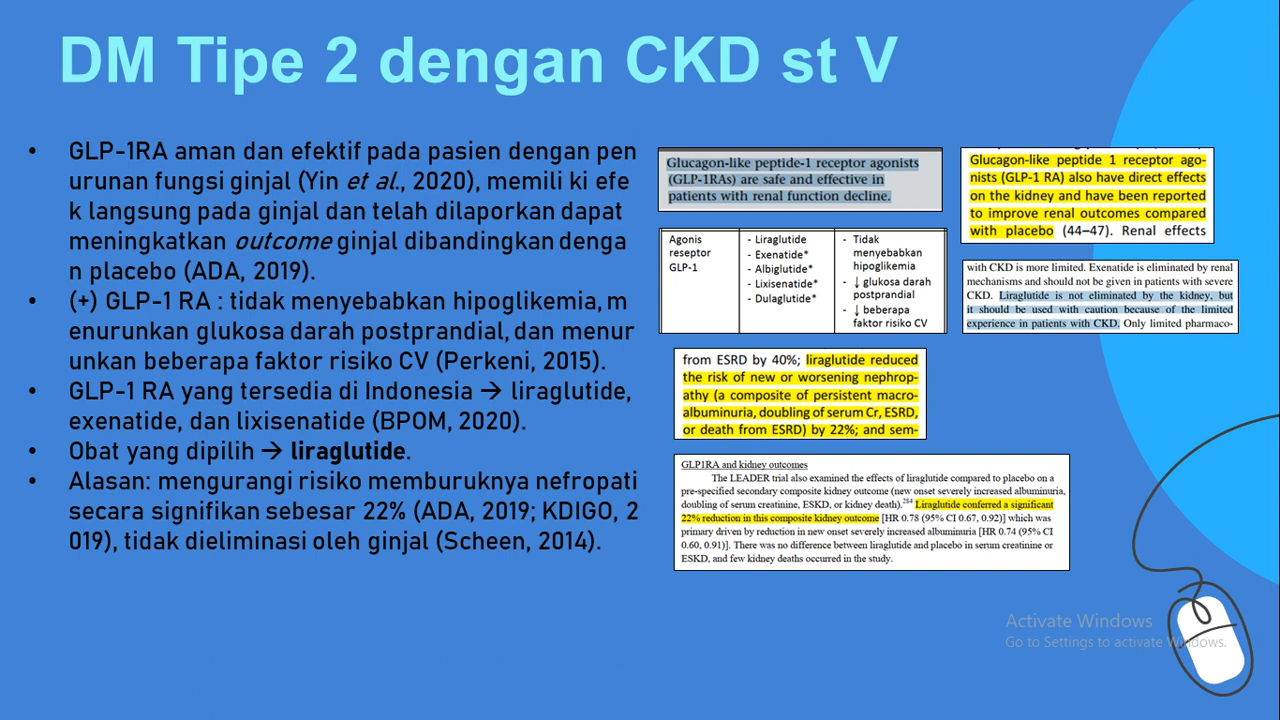 DM Tipe 2 dengan CKD st V
• GLP-1RA aman dan efektif pada pasien dengan pen
urunan fungsi ginjal (Yin et al., 2020), memili ki efe
k langsung pada ginjal dan telah dilaporkan dapat
meningkatkan outcome ginjal dibandingkan denga
n placebo (ADA, 2019).
• (+) GLP-1 RA : tidak menyebabkan hipoglikemia, m
enurunkan glukosa darah postprandial, dan menur
unkan beberapa faktor risiko CV (Perkeni, 2015).
• GLP-1 RA yang tersedia di Indonesia → liraglutide,
exenatide, dan lixisenatide (BPOM, 2020).
• Obat yang dipilih → liraglutide.
• Alasan: mengurangi risiko memburuknya nefropati
secara signifikan sebesar 22% (ADA, 2019; KDIGO, 2
019), tidak dieliminasi oleh ginjal (Scheen, 2014).
Glucagon-like peptide-1 receptor agonists
(GLP-1RAs) are safe and effective in
patients with renal function decline.
Glucagon-like peptide 1 receptor ago-
nists (GLP-1 RA) also have direct effects
on the kidney and have been reported
to improve renal outcomes compared
with placebo (44–47). Renal effects
Agonis
reseptor
GLP-1
- Liraglutide
- Exenatide*
- Albiglutide*
- Lixisenatide*
- Dulaglutide*
- Tidak
menyebabkan
hipoglikemia
- ↓ glukosa darah
postprandial
- ↓ beberapa
faktor risiko CV
with CKD is more limited. Exenatide is eliminated by renal
mechanisms and should not be given in patients with severe
CKD. Liraglutide is not eliminated by the kidney, but
it should be used with caution because of the limited
experience in patients with CKD. Only limited pharmaco-
from ESRD by 40%; liraglutide reduced
the risk of new or worsening nephrop-
athy (a composite of persistent macro-
albuminuria, doubling of serum Cr, ESRD,
or death from ESRD) by 22%; and sem-
GLP1RA and kidney outcomes
The LEADER trial also examined the effects of liraglutide compared to placebo on a
pre-specified secondary composite kidney outcome (new onset severely increased albuminuria,
doubling of serum creatinine, ESKD, or kidney death). Liraglutide conferred a significant
22% reduction in this composite kidney outcome [HR 0.78 (95% CI 0.67, 0.92)] which was
primary driven by reduction in new onset severely increased albuminuria [HR 0.74 (95% CI
0.60, 0.91)]. There was no difference between liraglutide and placebo in serum creatinine or
ESKD, and few kidney deaths occurred in the study.
Activate Windows
Go to Settings to activate Windows.